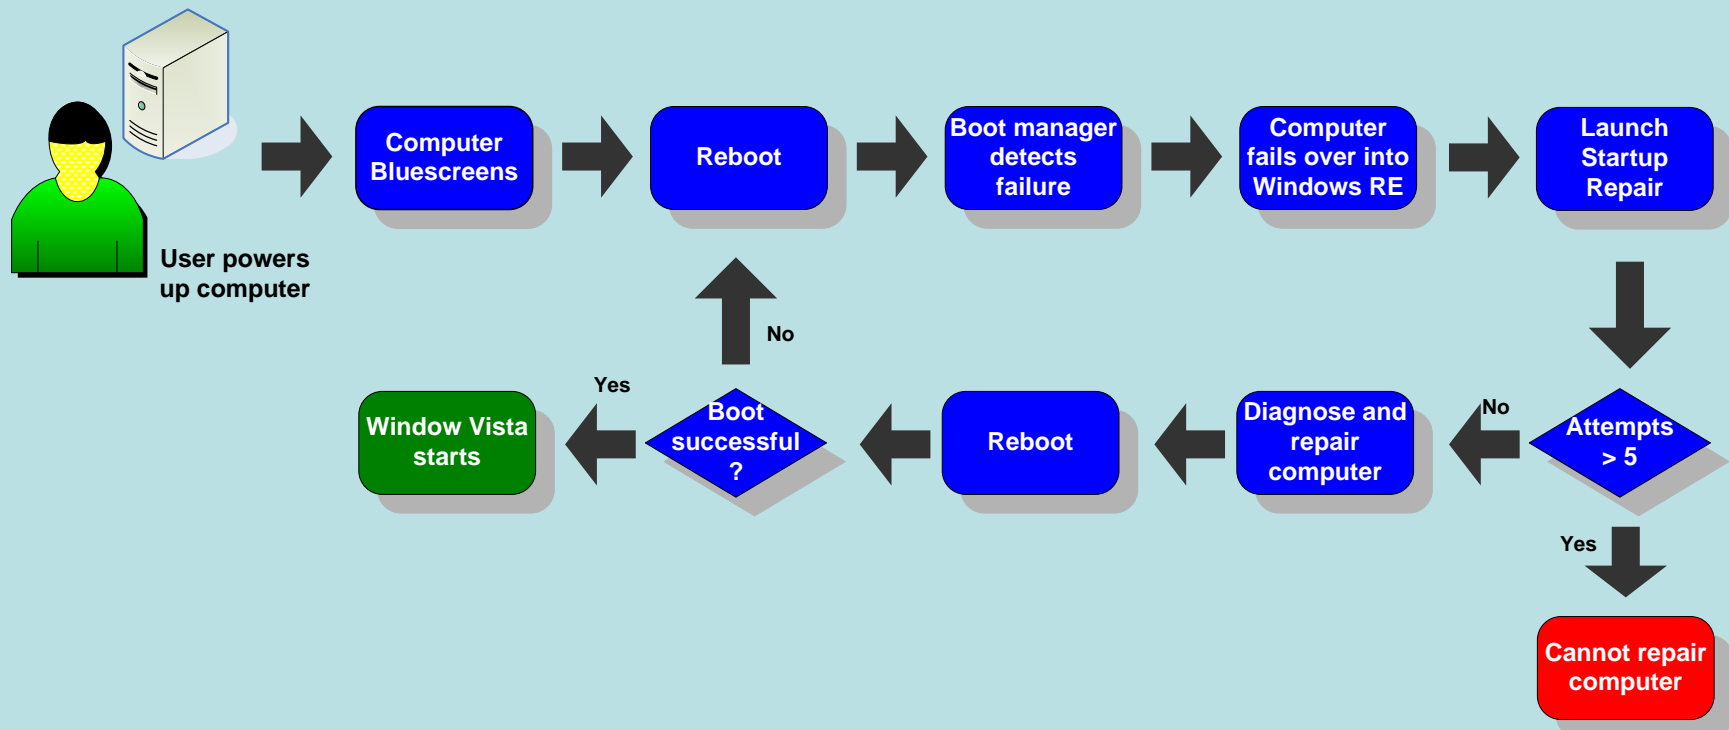 User powers
up computer
Computer
Bluescreens
Reboot
Boot manager
detects
failure
Computer
fails over into
Windows RE
Launch
Startup
Repair
Attempts
> 5
No
Yes
Cannot repair
computer
Diagnose and
repair
computer
Reboot
Boot
successful
?
No
Yes
Window Vista
starts